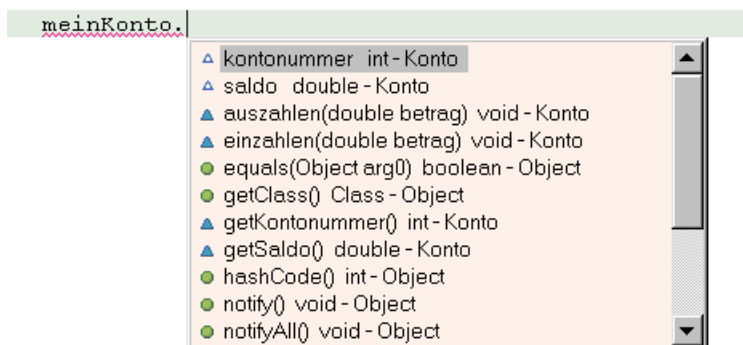 meinKonto.
kontonummer int - Konto
saldo double - Konto
auszahlen(double betrag) void - Konto
einzahlen(double betrag) void - Konto
equals(Object arg0) boolean - Object
getClass() Class - Object
getKontonummer() int - Konto
getSaldo() double - Konto
hashCode() int - Object
notify() void - Object
notifyAll() void - Object